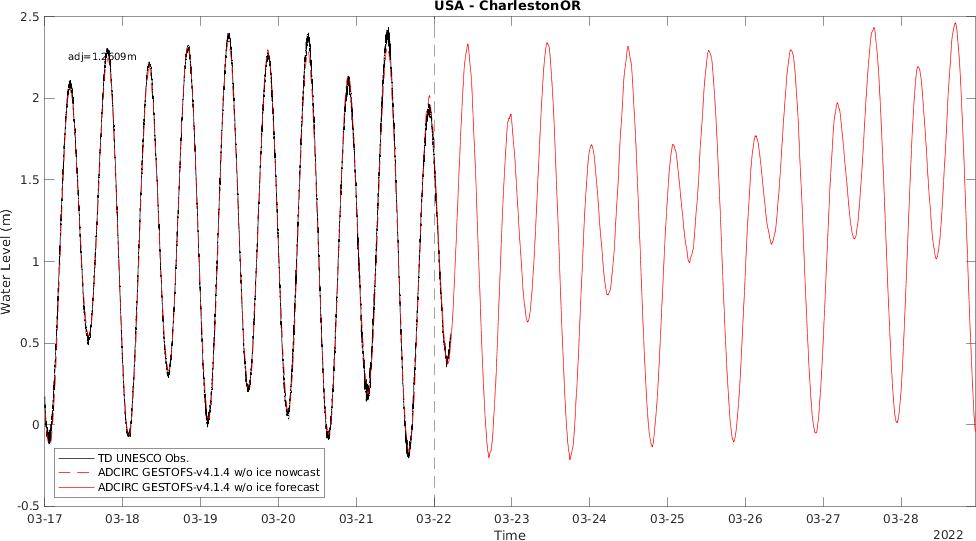 USA - CharlestonOR
2.5
adj=1.2609m
2
1.5
Water Level (m)
1
0.5
0
TD UNESCO Obs.
ADCIRC GESTOFS-v4.1.4 w/o ice nowcast
ADCIRC GESTOFS-v4.1.4 w/o ice forecast
-0.5
03-17 03-18 03-19 03-20 03-21 03-22 03-23 03-24 03-25 03-26 03-27 03-28
Time
2022